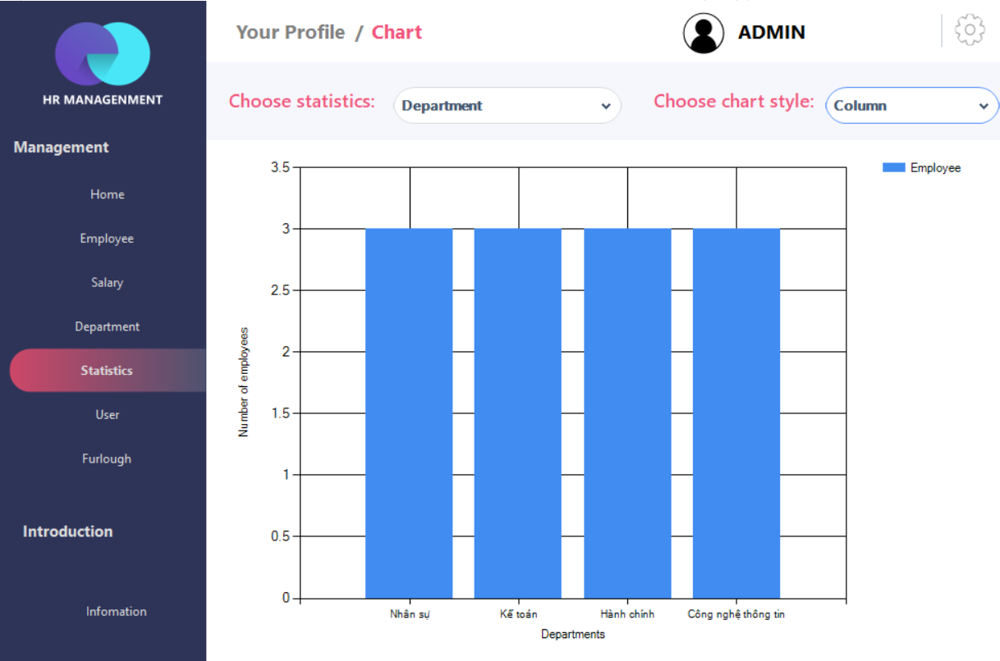 HR MANAGENMENT
Management
Home
Employee
Salary
Department
Statistics
User
Furlough
Introduction
Infomation
Your Profile / Chart
ADMIN
Choose statistics: Department
Choose chart style: Column
3.5
3
2.5
2
1.5
1
0.5
0
Number of employees
Nhân sự
Kế toán
Hành chính
Công nghệ thông tin
Departments
Employee